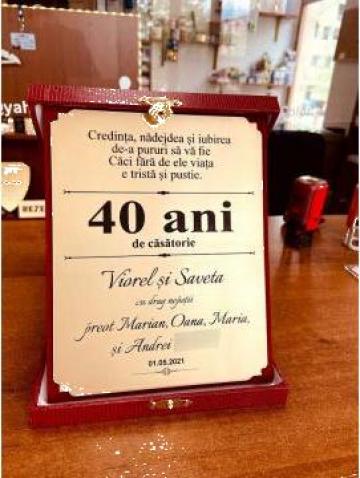 Credința, nădejdea și iubirea
de-a pururi să vă fie
Căci fără de ele viața
e tristă și pustie.
40 ani
de căsătorie
Viorel și Saveta
cu drag nepoții
preot Marian, Oana, Maria,
și Andrei
01.05.2021